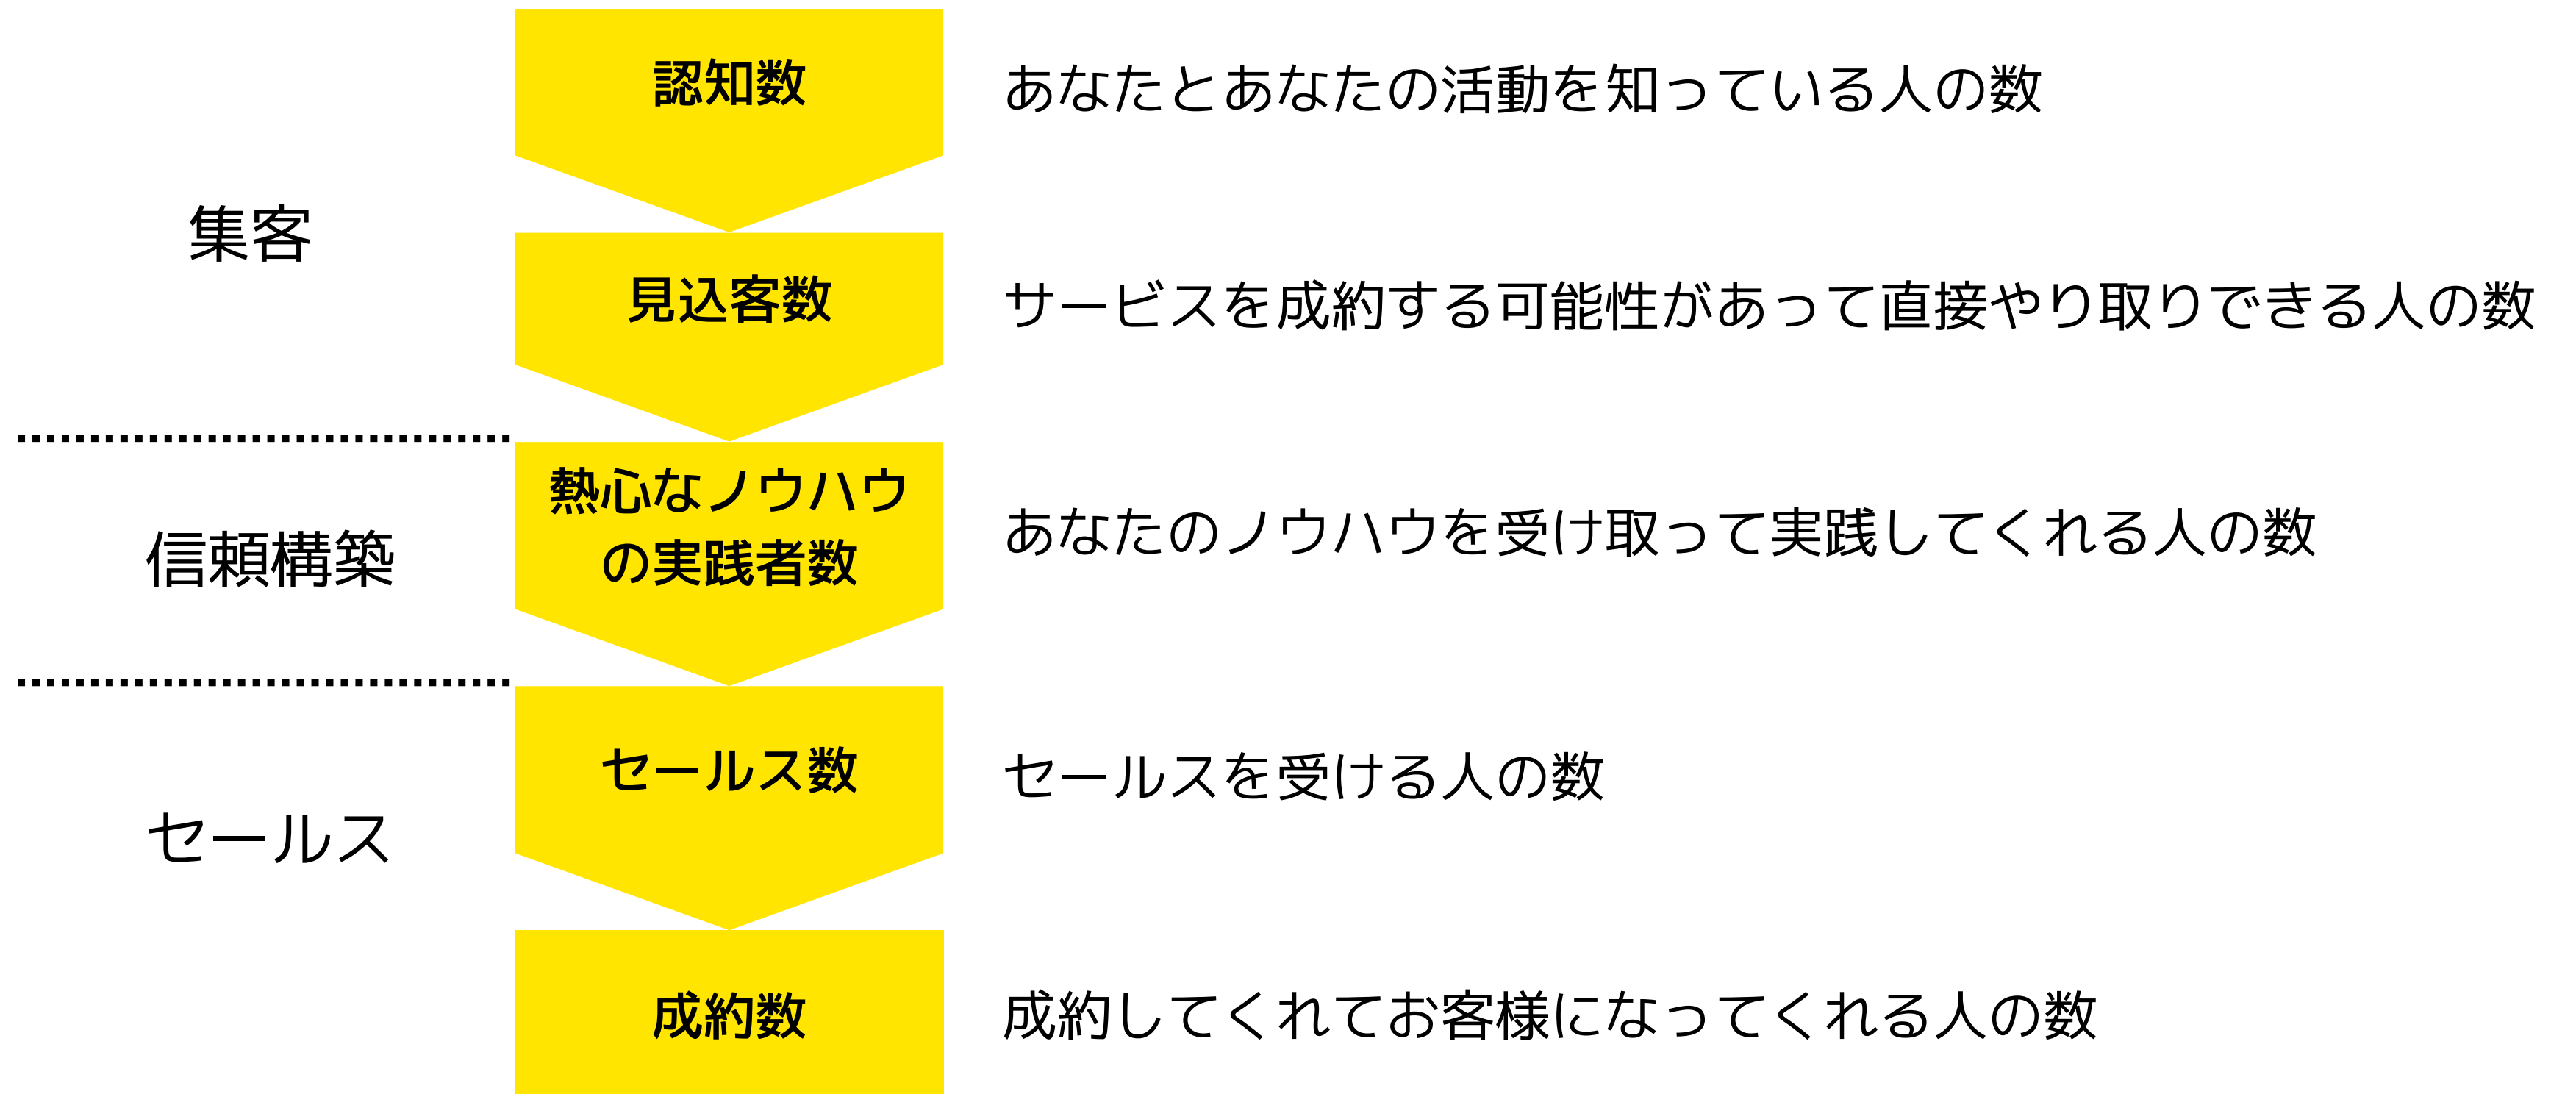 認知数
あなたとあなたの活動を知っている人の数
集客
見込客数
サービスを成約する可能性があって直接やり取りできる人の数
熱心なノウハウ
の実践者数
あなたのノウハウを受け取って実践してくれる人の数
信頼構築
セールス数
セールスを受ける人の数
セールス
成約数
成約してくれてお客様になってくれる人の数